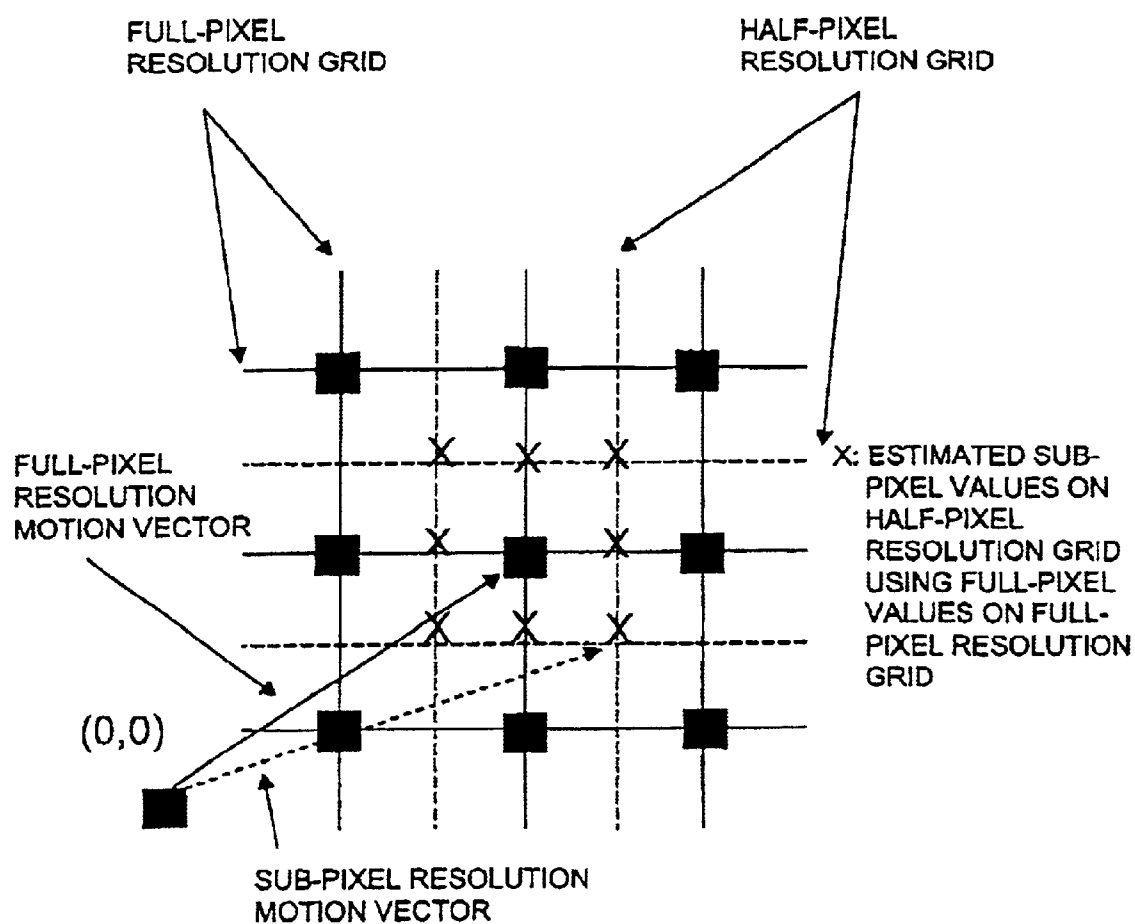 FULL-PIXEL
RESOLUTION GRID
HALF-PIXEL
RESOLUTION GRID
X X X
FULL-PIXEL
RESOLUTION
MOTION VECTOR
X: ESTIMATED SUB-
PIXEL VALUES ON
HALF-PIXEL
RESOLUTION GRID
USING FULL-PIXEL
VALUES ON FULL-
PIXEL RESOLUTION
GRID
X X
X X X
(0,0)
SUB-PIXEL RESOLUTION
MOTION VECTOR